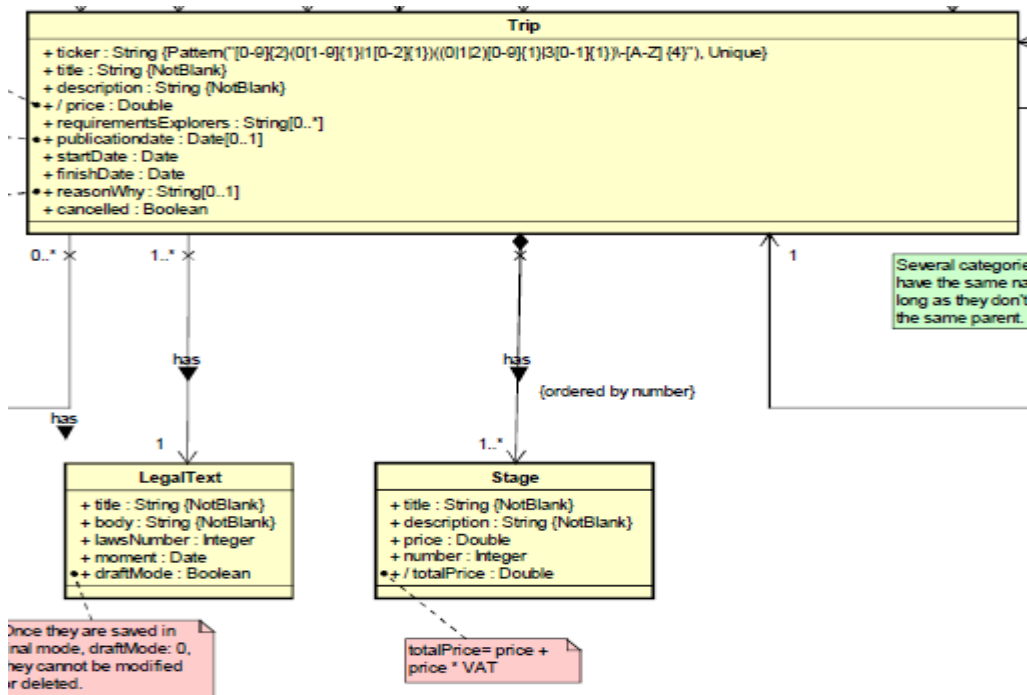 Trip
+ ticker : String {Pattern("[0-9]{2}(0[1-9]{1}|1[0-2]{1})((0|1|2)[0-9]{1}|3[0-1]{1})\-[A-Z] {4}"), Unique}
+ title : String {NotBlank}
+ description : String {NotBlank}
+ / price : Double
+ requirementsExplorers : String[0..*]
+ publicationdate : Date[0..1]
+ startDate : Date
+ finishDate : Date
+ reasonWhy : String[0..1]
+ cancelled : Boolean
0..*
1..*
1
Several categorie
have the same na
long as they don't
the same parent.
has
has
{ordered by number}
has
1
1..*
LegalText
+ title : String {NotBlank}
+ body : String {NotBlank}
+ lawsNumber : Integer
+ moment : Date
+ draftMode : Boolean
Stage
+ title : String {NotBlank}
+ description : String {NotBlank}
+ price : Double
+ number : Integer
+ / totalPrice : Double
Once they are saved in
inal mode, draftMode: 0,
hey cannot be modified
or deleted.
totalPrice= price +
price * VAT